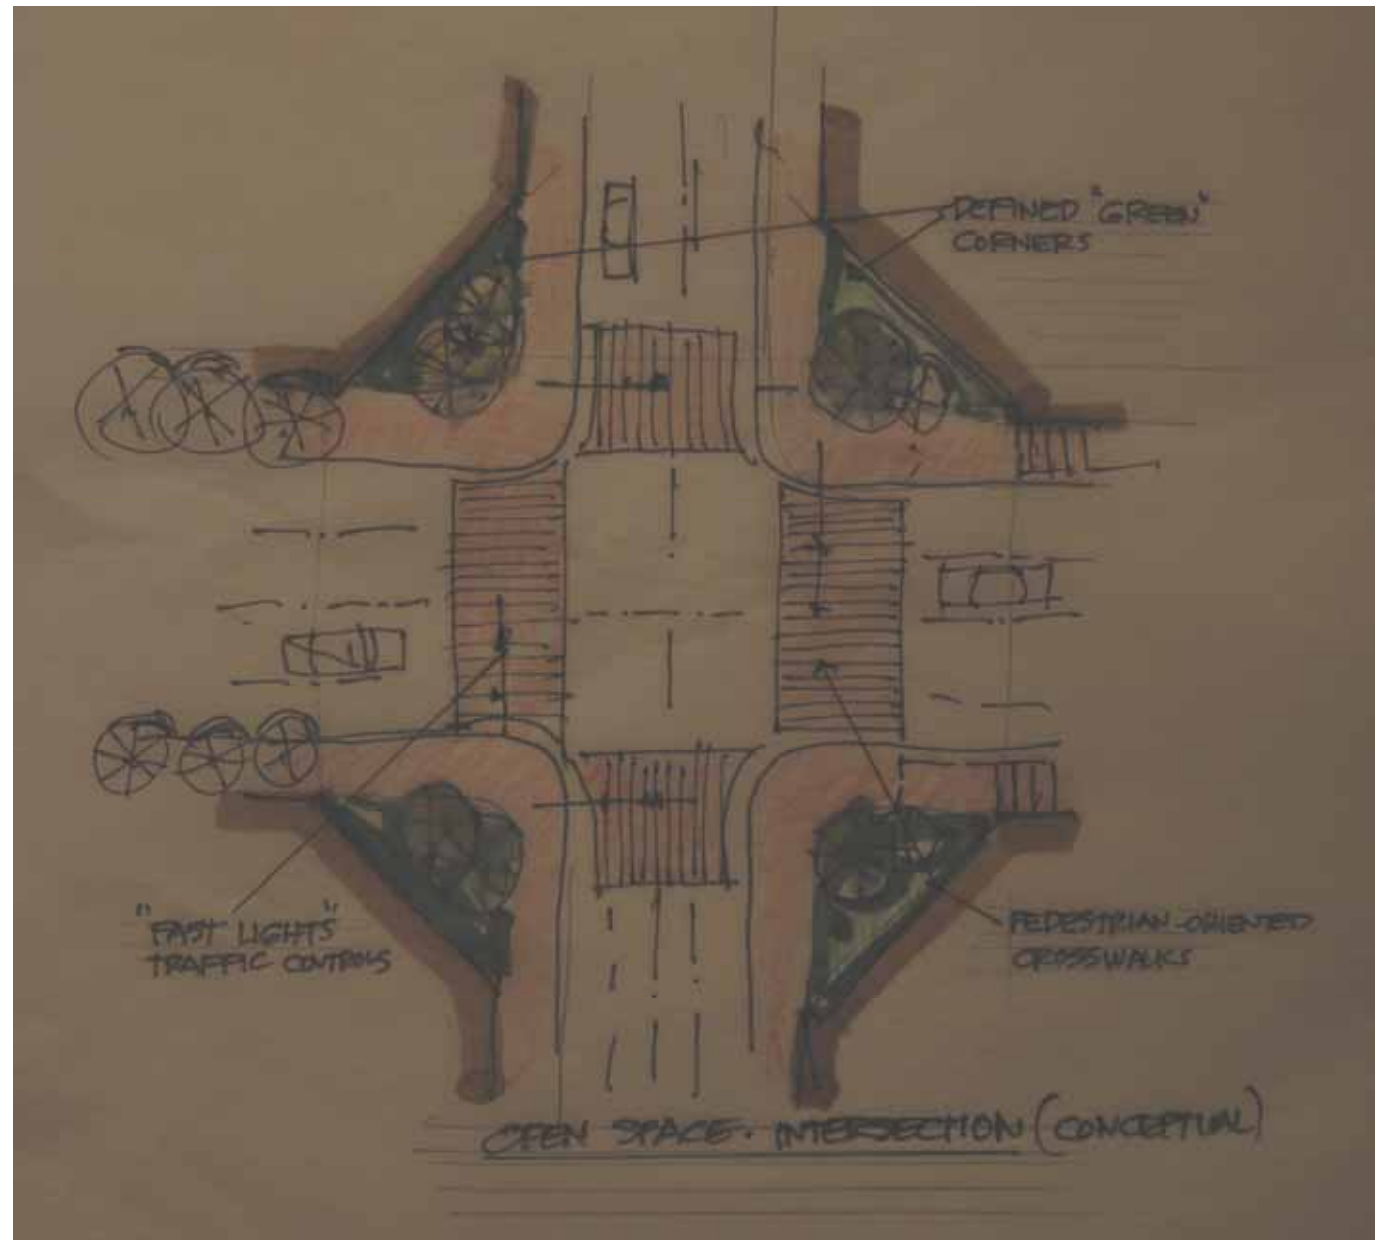 DEFINED "GREEN"
CORNERS
"FAST LIGHTS"
TRAFFIC CONTROLS
PEDESTRIAN-ORIENTED
CROSSWALKS
OPEN SPACE - INTERSECTION (CONCEPTUAL)